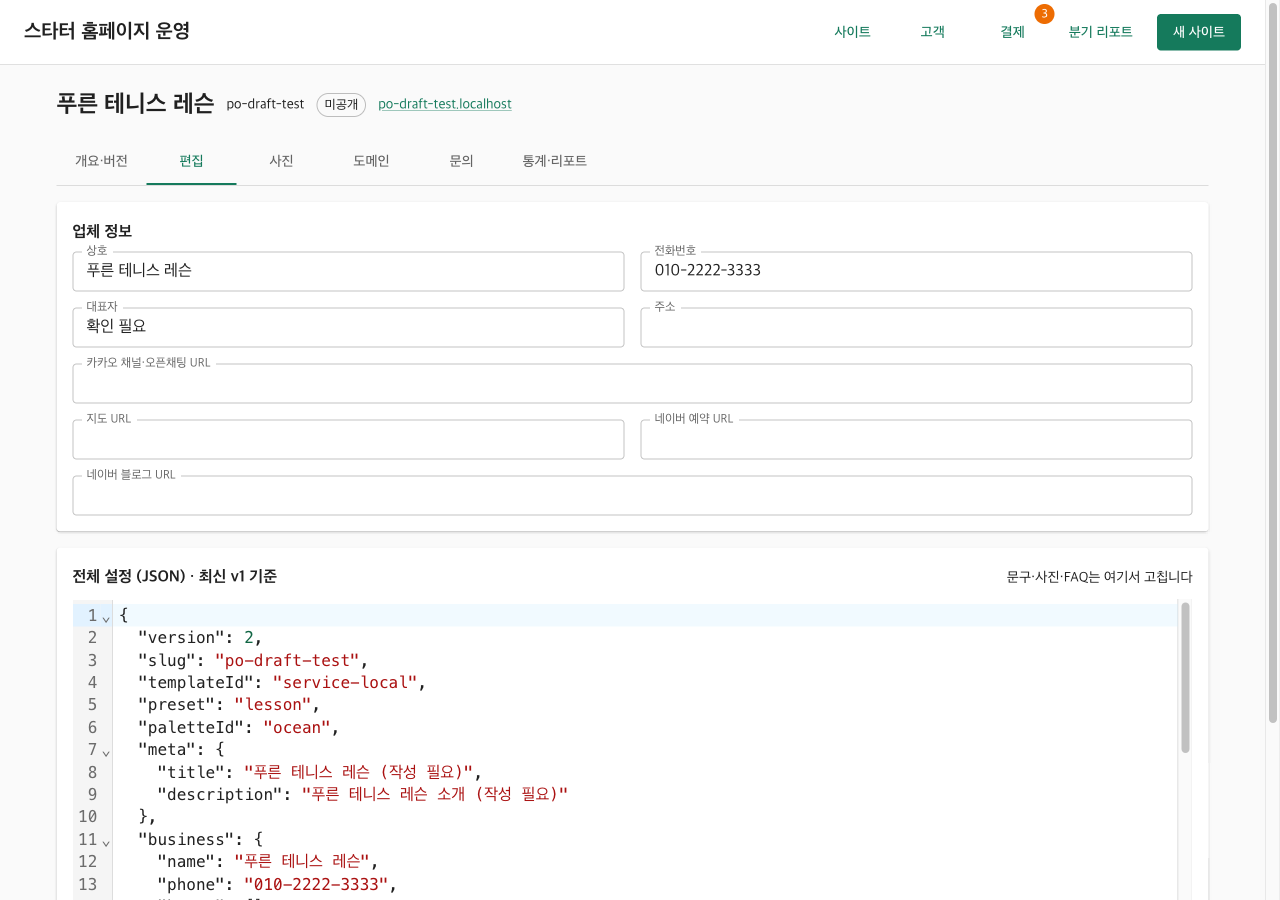 스타터 홈페이지 운영
사이트 고객 결제 3 분기 리포트 새 사이트
푸른 테니스 레슨 po-draft-test 미공개 po-draft-test.localhost
개요·버전 편집 사진 도메인 문의 통계·리포트
업체 정보
상호
푸른 테니스 레슨
전화번호
010-2222-3333
대표자
확인 필요
주소
카카오 채널·오픈채팅 URL
지도 URL
네이버 예약 URL
네이버 블로그 URL
전체 설정 (JSON) · 최신 v1 기준
문구·사진·FAQ는 여기서 고칩니다
1 {
2 "version": 2,
3 "slug": "po-draft-test",
4 "templateId": "service-local",
5 "preset": "lesson",
6 "paletteId": "ocean",
7 "meta": {
8 "title": "푸른 테니스 레슨 (작성 필요)",
9 "description": "푸른 테니스 레슨 소개 (작성 필요)"
10 },
11 "business": {
12 "name": "푸른 테니스 레슨",
13 "phone": "010-2222-3333",